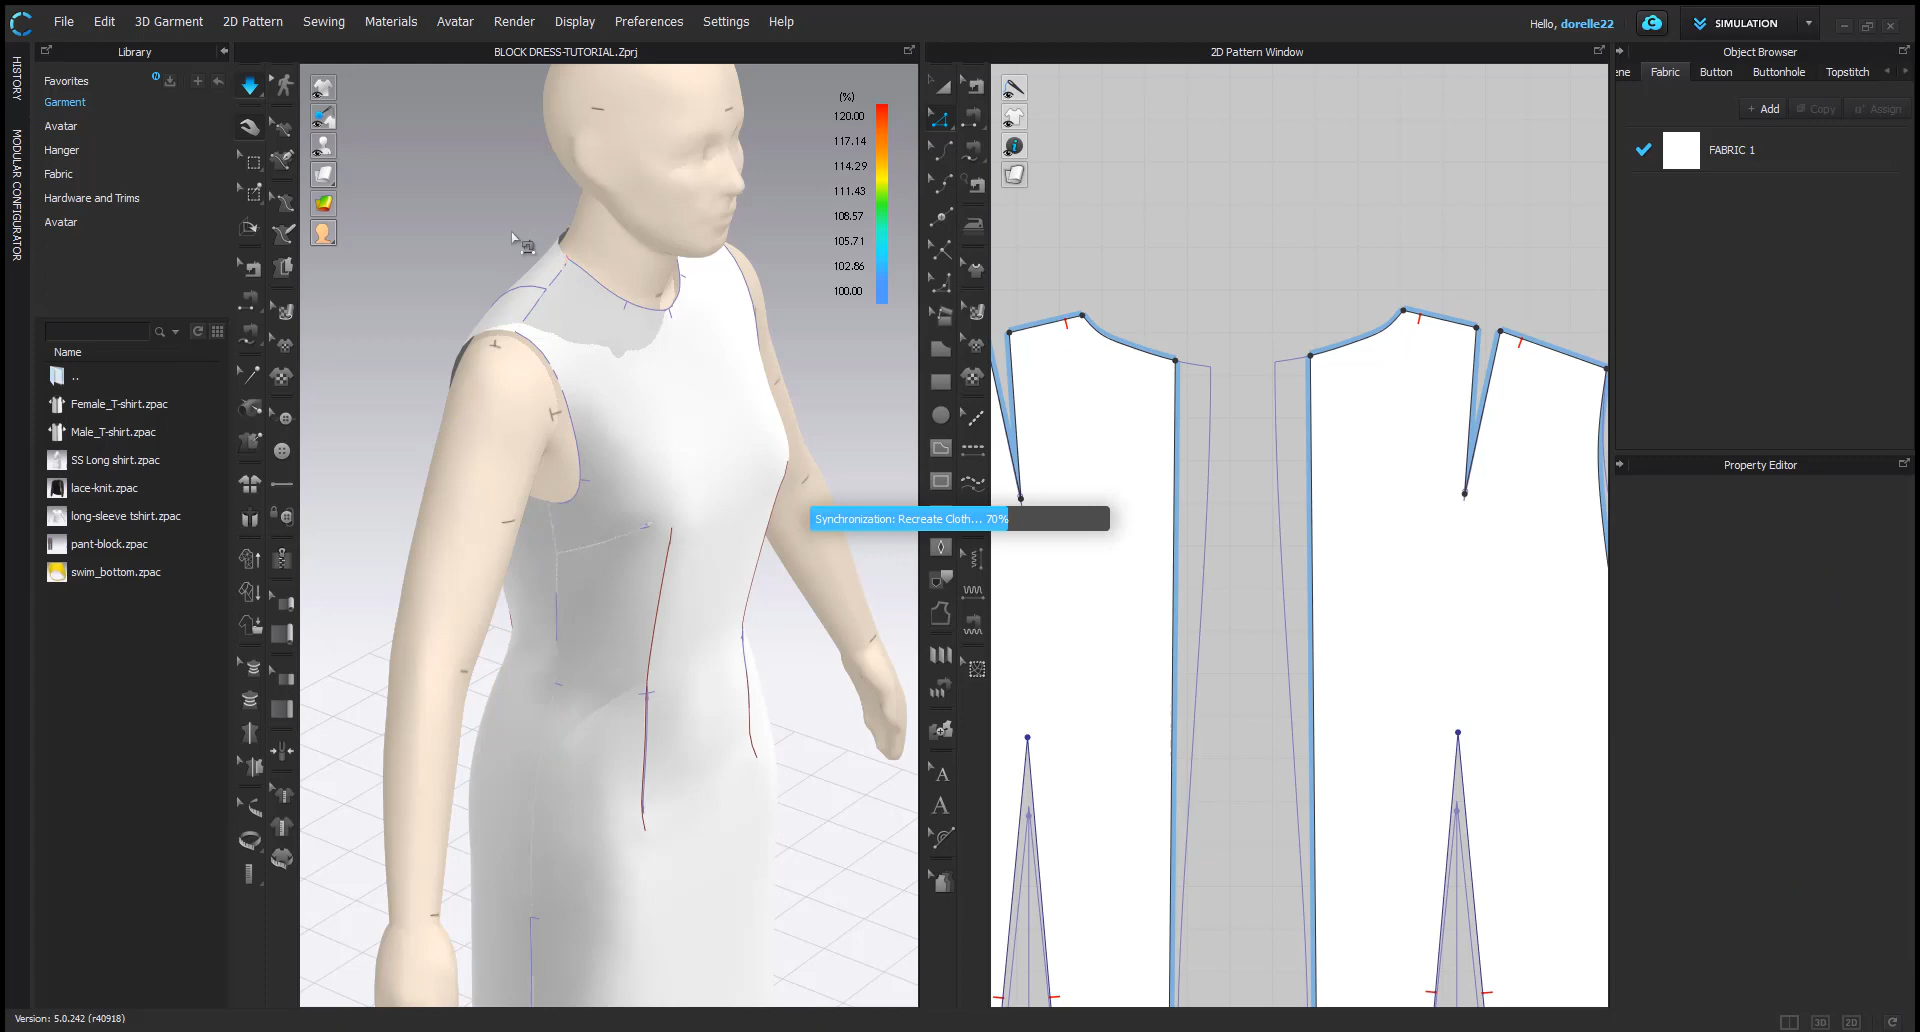 File Edit 3D Garment 2D Pattern Sewing Materials Avatar Render Display Preferences Settings Help
Hello, dorelle22
SIMULATION
HISTORY
MODULAR CONFIGURATOR
Library
BLOCK DRESS-TUTORIAL.Zprj
2D Pattern Window
Object Browser
ene Fabric Button Buttonhole Topstitch
+ Add Copy Assign
FABRIC 1
Property Editor
Favorites
Garment
Avatar
Hanger
Fabric
Hardware and Trims
Avatar
Name
..
Female_T-shirt.zpac
Male_T-shirt.zpac
SS Long shirt.zpac
lace-knit.zpac
long-sleeve tshirt.zpac
pant-block.zpac
swim_bottom.zpac
(%)
120.00
117.14
114.29
111.43
108.57
105.71
102.86
100.00
Synchronization: Recreate Cloth... 70%
A
A
Version: 5.0.242 (r40918)
3D 2D